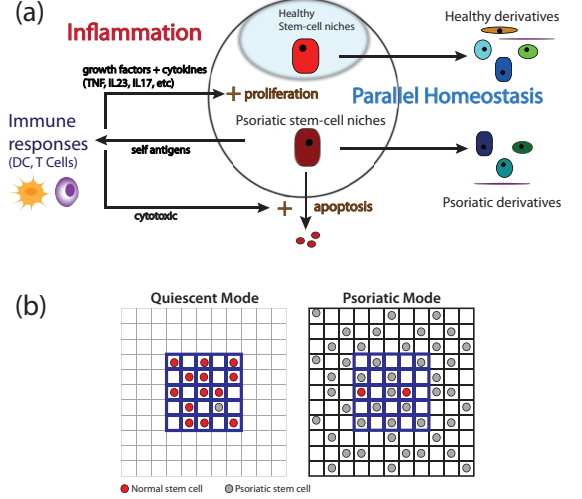 (a)
Inflammation
Healthy
Stem-cell niches
Healthy derivatives
growth factors + cytokines
(TNF, IL23, IL17, etc)
+ proliferation
Parallel Homeostasis
Immune
responses
(DC, T Cells)
Psoriatic stem-cell niches
self antigens
cytotoxic
+
apoptosis
Psoriatic derivatives
(b)
Quiescent Mode
Psoriatic Mode
Normal stem cell
Psoriatic stem cell